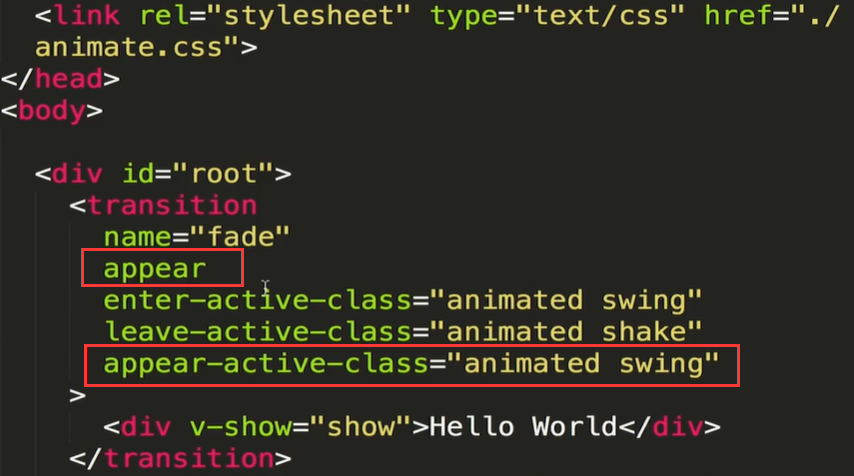 <link rel="stylesheet" type="text/css" href="./
animate.css">
</head>
<body>
<div id="root">
<transition
name="fade"
appear
enter-active-class="animated swing"
leave-active-class="animated shake"
appear-active-class="animated swing"
>
<div v-show="show">Hello World</div>
</transition>